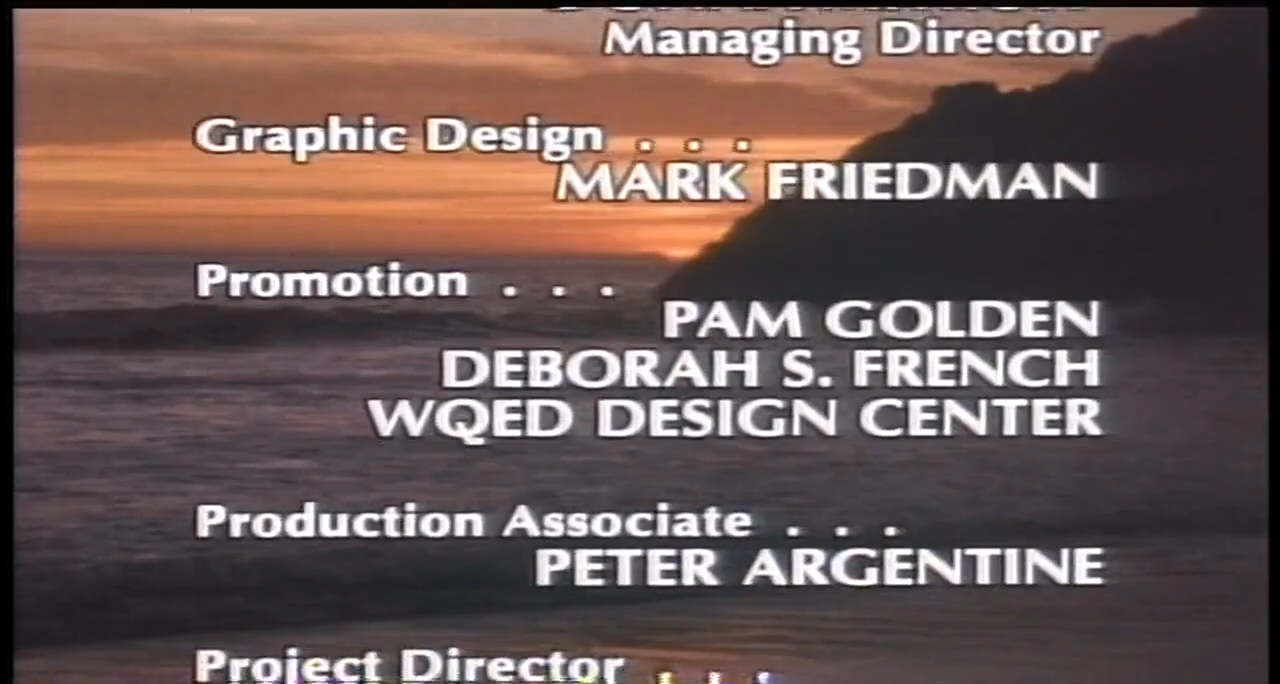 Managing Director
Graphic Design . . .
MARK FRIEDMAN
Promotion . . .
PAM GOLDEN
DEBORAH S. FRENCH
WQED DESIGN CENTER
Production Associate . . .
PETER ARGENTINE
Project Director . . .